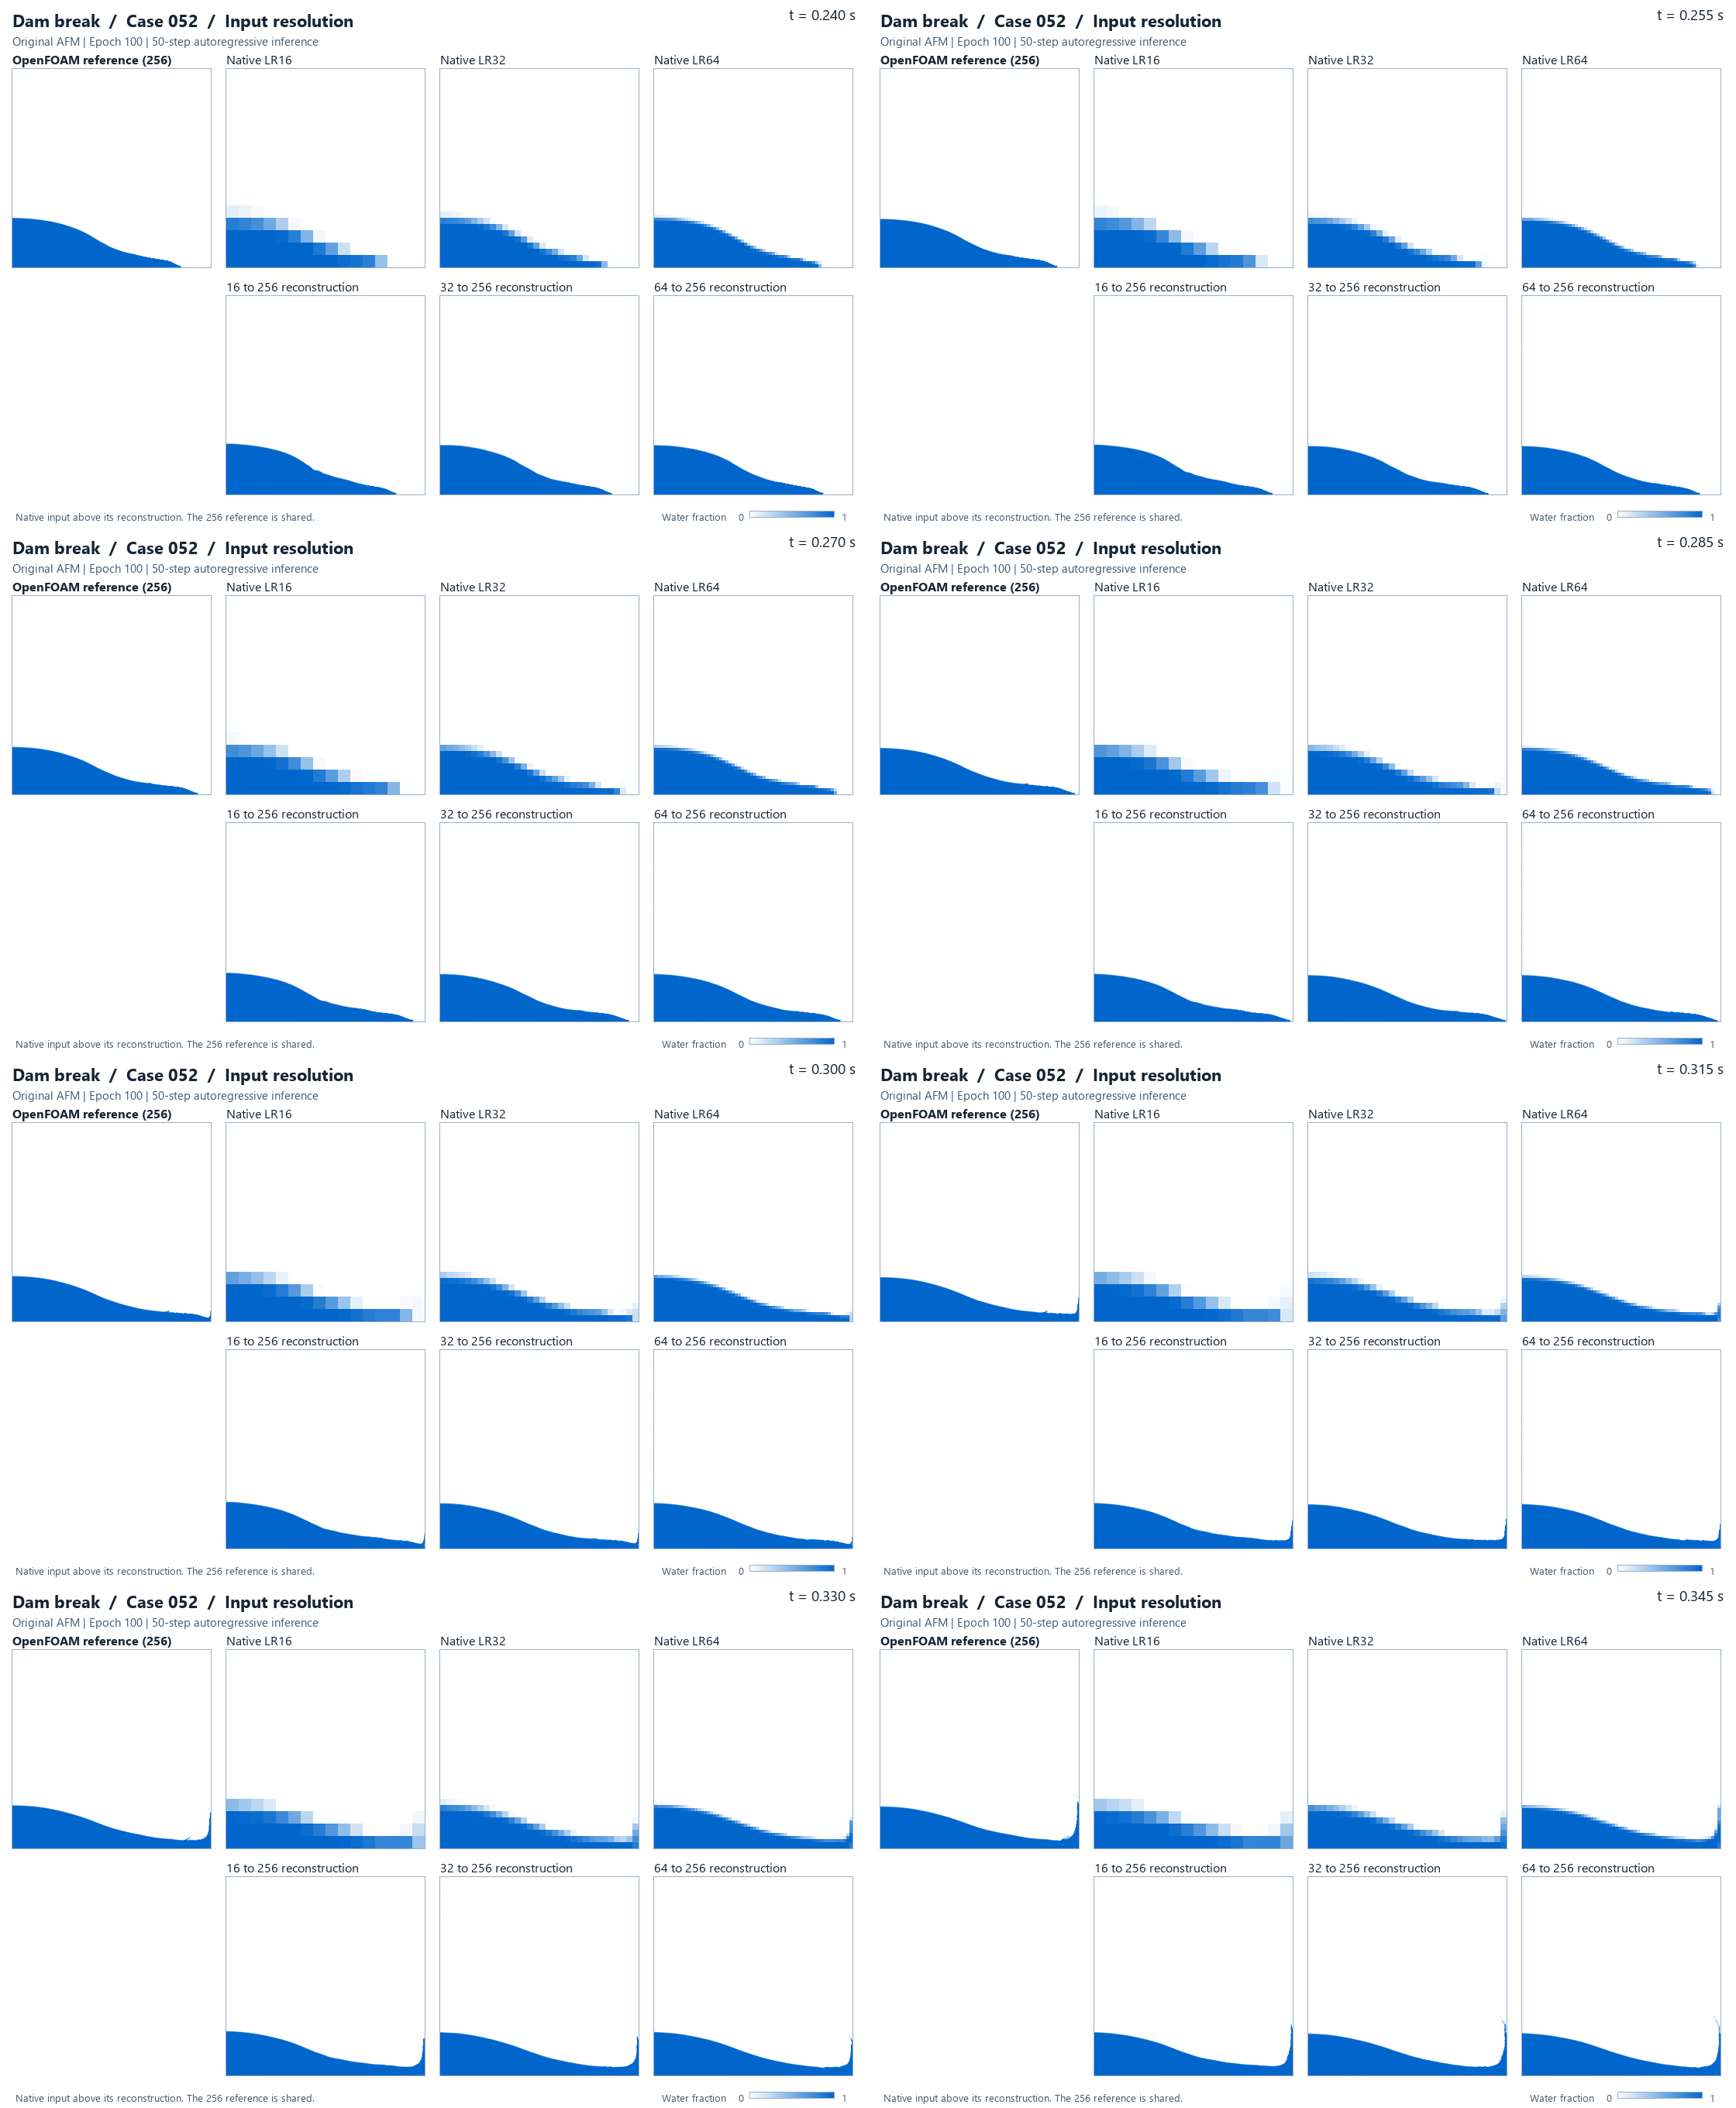 Dam break / Case 052 / Input resolution
t = 0.240 s
Original AFM | Epoch 100 | 50-step autoregressive inference
OpenFOAM reference (256)
Native LR16
Native LR32
Native LR64
16 to 256 reconstruction
32 to 256 reconstruction
64 to 256 reconstruction
Native input above its reconstruction. The 256 reference is shared.
Water fraction 0 1
Dam break / Case 052 / Input resolution
t = 0.255 s
Original AFM | Epoch 100 | 50-step autoregressive inference
OpenFOAM reference (256)
Native LR16
Native LR32
Native LR64
16 to 256 reconstruction
32 to 256 reconstruction
64 to 256 reconstruction
Native input above its reconstruction. The 256 reference is shared.
Water fraction 0 1
Dam break / Case 052 / Input resolution
t = 0.270 s
Original AFM | Epoch 100 | 50-step autoregressive inference
OpenFOAM reference (256)
Native LR16
Native LR32
Native LR64
16 to 256 reconstruction
32 to 256 reconstruction
64 to 256 reconstruction
Native input above its reconstruction. The 256 reference is shared.
Water fraction 0 1
Dam break / Case 052 / Input resolution
t = 0.285 s
Original AFM | Epoch 100 | 50-step autoregressive inference
OpenFOAM reference (256)
Native LR16
Native LR32
Native LR64
16 to 256 reconstruction
32 to 256 reconstruction
64 to 256 reconstruction
Native input above its reconstruction. The 256 reference is shared.
Water fraction 0 1
Dam break / Case 052 / Input resolution
t = 0.300 s
Original AFM | Epoch 100 | 50-step autoregressive inference
OpenFOAM reference (256)
Native LR16
Native LR32
Native LR64
16 to 256 reconstruction
32 to 256 reconstruction
64 to 256 reconstruction
Native input above its reconstruction. The 256 reference is shared.
Water fraction 0 1
Dam break / Case 052 / Input resolution
t = 0.315 s
Original AFM | Epoch 100 | 50-step autoregressive inference
OpenFOAM reference (256)
Native LR16
Native LR32
Native LR64
16 to 256 reconstruction
32 to 256 reconstruction
64 to 256 reconstruction
Native input above its reconstruction. The 256 reference is shared.
Water fraction 0 1
Dam break / Case 052 / Input resolution
t = 0.330 s
Original AFM | Epoch 100 | 50-step autoregressive inference
OpenFOAM reference (256)
Native LR16
Native LR32
Native LR64
16 to 256 reconstruction
32 to 256 reconstruction
64 to 256 reconstruction
Native input above its reconstruction. The 256 reference is shared.
Water fraction 0 1
Dam break / Case 052 / Input resolution
t = 0.345 s
Original AFM | Epoch 100 | 50-step autoregressive inference
OpenFOAM reference (256)
Native LR16
Native LR32
Native LR64
16 to 256 reconstruction
32 to 256 reconstruction
64 to 256 reconstruction
Native input above its reconstruction. The 256 reference is shared.
Water fraction 0 1